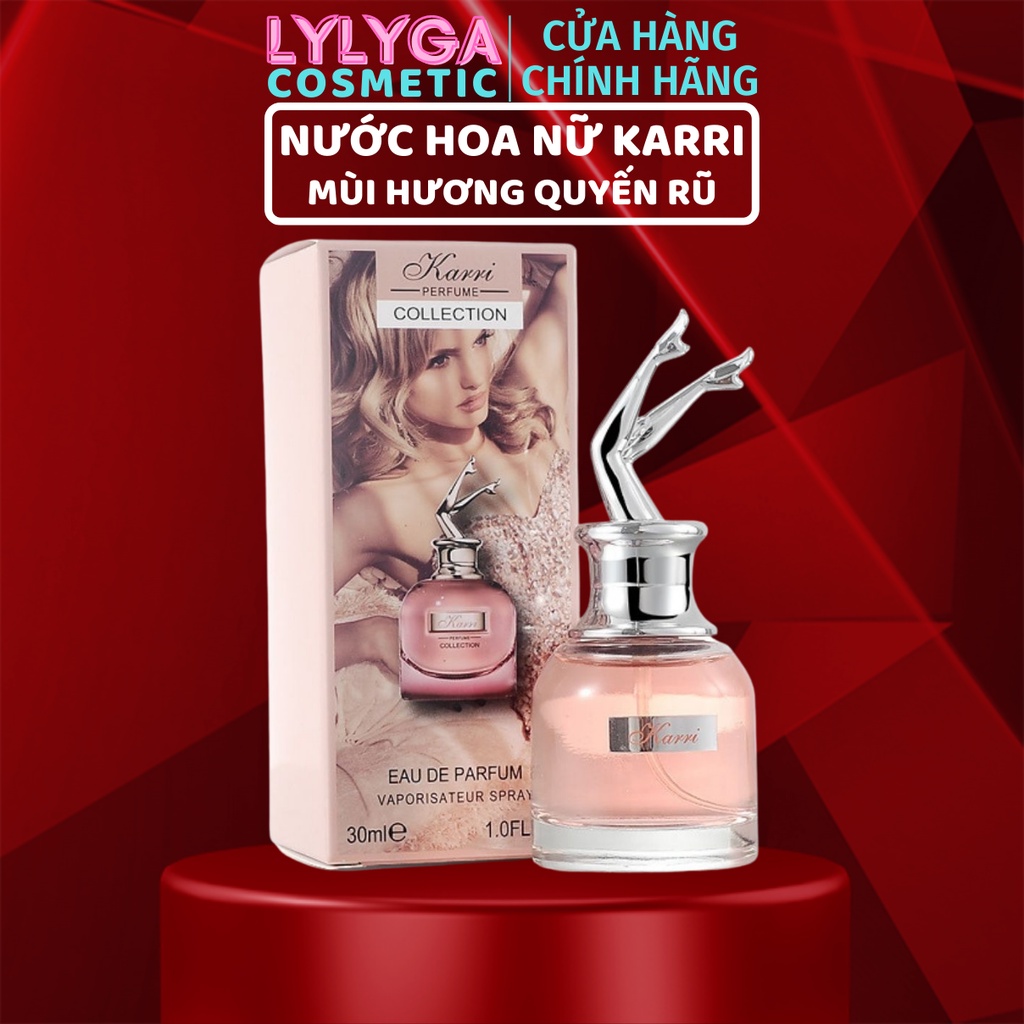 LYLYGA
COSMETIC
CỬA HÀNG
CHÍNH HÃNG
NƯỚC HOA NỮ KARRI
MÙI HƯƠNG QUYẾN RŨ
Karri
PERFUME
COLLECTION
Karri
PERFUME
COLLECTION
EAU DE PARFUM
VAPORISATEUR SPRAY
30ml℮ 1.0FL
Karri